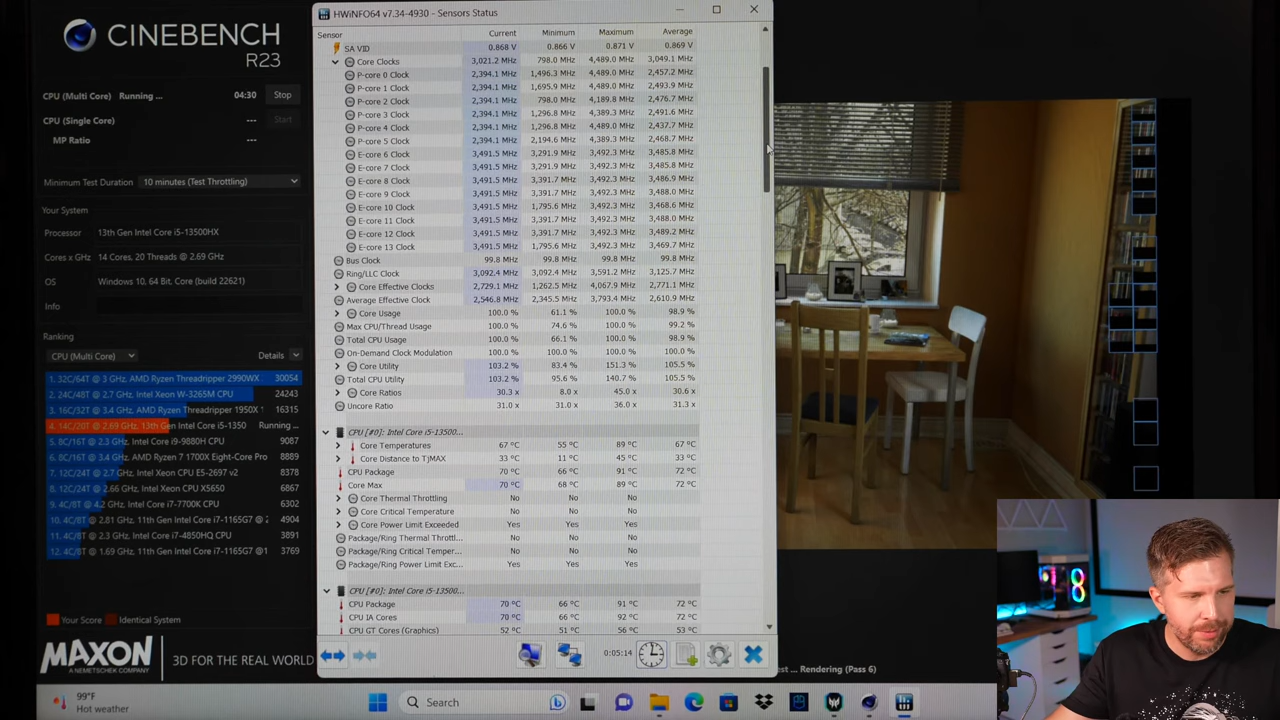 CINEBENCH
R23
CPU (Multi Core) Running ... 04:30 Stop
CPU (Single Core) --- Start
MP Ratio ---
Minimum Test Duration 10 minutes (Test Throttling)
Your System
Processor 13th Gen Intel Core i5-13500HX
Cores x GHz 14 Cores, 20 Threads @ 2.69 GHz
OS Windows 10, 64 Bit, Core (build 22621)
Info
Ranking
CPU (Multi Core) Details
1. 32C/64T @ 3 GHz, AMD Ryzen Threadripper 2990WX 30054
2. 24C/48T @ 2.7 GHz, Intel Xeon W-3265M CPU 24243
3. 16C/32T @ 3.4 GHz, AMD Ryzen Threadripper 1950X 16315
4. 14C/20T @ 2.69 GHz, 13th Gen Intel Core i5-1350 Running...
5. 8C/16T @ 2.3 GHz, Intel Core i9-9880H CPU 9087
6. 8C/16T @ 3.4 GHz, AMD Ryzen 7 1700X Eight-Core Pro 8889
7. 12C/24T @ 2.7 GHz, Intel Xeon CPU E5-2697 v2 8378
8. 12C/24T @ 2.66 GHz, Intel Xeon CPU X5650 6867
9. 4C/8T @ 4.2 GHz, Intel Core i7-7700K CPU 6302
10. 4C/8T @ 2.81 GHz, 11th Gen Intel Core i7-1165G7 @ 2 4904
11. 4C/8T @ 2.3 GHz, Intel Core i7-4850HQ CPU 3891
12. 4C/8T @ 1.69 GHz, 11th Gen Intel Core i7-1165G7 @1 3769
Your Score Identical System
MAXON
A NEMETSCHEK COMPANY
3D FOR THE REAL WORLD
HWiNFO64 v7.34-4930 - Sensors Status
Sensor Current Minimum Maximum Average
SA VID 0.868 V 0.866 V 0.871 V 0.869 V
Core Clocks 3,021.2 MHz 798.0 MHz 4,489.0 MHz 3,049.1 MHz
P-core 0 Clock 2,394.1 MHz 1,496.3 MHz 4,489.0 MHz 2,457.2 MHz
P-core 1 Clock 2,394.1 MHz 1,695.9 MHz 4,489.0 MHz 2,493.9 MHz
P-core 2 Clock 2,394.1 MHz 798.0 MHz 4,189.8 MHz 2,476.7 MHz
P-core 3 Clock 2,394.1 MHz 1,296.8 MHz 4,489.0 MHz 2,491.6 MHz
P-core 4 Clock 2,394.1 MHz 1,296.8 MHz 4,489.0 MHz 2,437.7 MHz
P-core 5 Clock 2,394.1 MHz 2,194.6 MHz 4,389.3 MHz 2,468.7 MHz
E-core 6 Clock 3,491.5 MHz 3,291.9 MHz 3,492.3 MHz 3,485.8 MHz
E-core 7 Clock 3,491.5 MHz 3,291.9 MHz 3,492.3 MHz 3,485.8 MHz
E-core 8 Clock 3,491.5 MHz 3,391.7 MHz 3,492.3 MHz 3,486.9 MHz
E-core 9 Clock 3,491.5 MHz 3,391.7 MHz 3,492.3 MHz 3,488.0 MHz
E-core 10 Clock 3,491.5 MHz 1,795.6 MHz 3,492.3 MHz 3,468.6 MHz
E-core 11 Clock 3,491.5 MHz 3,391.7 MHz 3,492.3 MHz 3,488.0 MHz
E-core 12 Clock 3,491.5 MHz 3,391.7 MHz 3,492.3 MHz 3,489.2 MHz
E-core 13 Clock 3,491.5 MHz 1,795.6 MHz 3,492.3 MHz 3,467.7 MHz
Bus Clock 99.8 MHz 99.8 MHz 99.8 MHz 99.8 MHz
Ring/LLC Clock 3,092.4 MHz 3,092.4 MHz 3,591.2 MHz 3,125.7 MHz
Core Effective Clocks 2,729.1 MHz 1,262.5 MHz 4,067.9 MHz 2,771.1 MHz
Average Effective Clock 2,546.8 MHz 2,345.5 MHz 3,793.4 MHz 2,610.9 MHz
Core Usage 100.0 % 61.1 % 100.0 % 98.9 %
Max CPU/Thread Usage 100.0 % 74.6 % 100.0 % 99.2 %
Total CPU Usage 100.0 % 66.1 % 100.0 % 98.9 %
On-Demand Clock Modulation 100.0 % 100.0 % 100.0 % 100.0 %
Core Utility 103.2 % 83.4 % 151.3 % 105.5 %
Total CPU Utility 103.2 % 95.6 % 140.7 % 105.5 %
Core Ratios 30.3 x 8.0 x 45.0 x 30.6 x
Uncore Ratio 31.0 x 31.0 x 36.0 x 31.3 x
CPU [#0]: Intel Core i5-13500...
Core Temperatures 67 °C 55 °C 89 °C 67 °C
Core Distance to TjMAX 33 °C 11 °C 45 °C 33 °C
CPU Package 70 °C 66 °C 91 °C 72 °C
Core Max 70 °C 68 °C 89 °C 72 °C
Core Thermal Throttling No No No
Core Critical Temperature No No No
Core Power Limit Exceeded Yes Yes Yes
Package/Ring Thermal Thrott... No No No
Package/Ring Critical Temper... No No No
Package/Ring Power Limit Exc... Yes Yes Yes
CPU [#0]: Intel Core i5-13500...
CPU Package 70 °C 66 °C 91 °C 72 °C
CPU IA Cores 70 °C 66 °C 92 °C 72 °C
CPU GT Cores (Graphics) 52 °C 51 °C 56 °C 53 °C
0:05:14
st ... Rendering (Pass 6)
99°F
Hot weather
Search